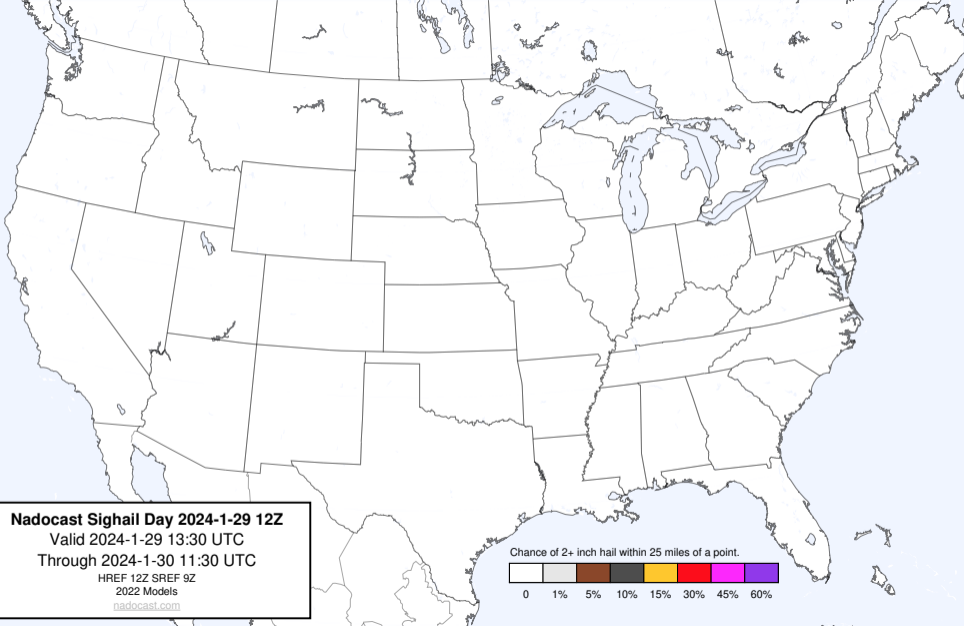 Nadocast Sighail Day 2024-1-29 12Z
Valid 2024-1-29 13:30 UTC
Through 2024-1-30 11:30 UTC
HREF 12Z SREF 9Z
2022 Models
nadocast.com
Chance of 2+ inch hail within 25 miles of a point.
0 1% 5% 10% 15% 30% 45% 60%